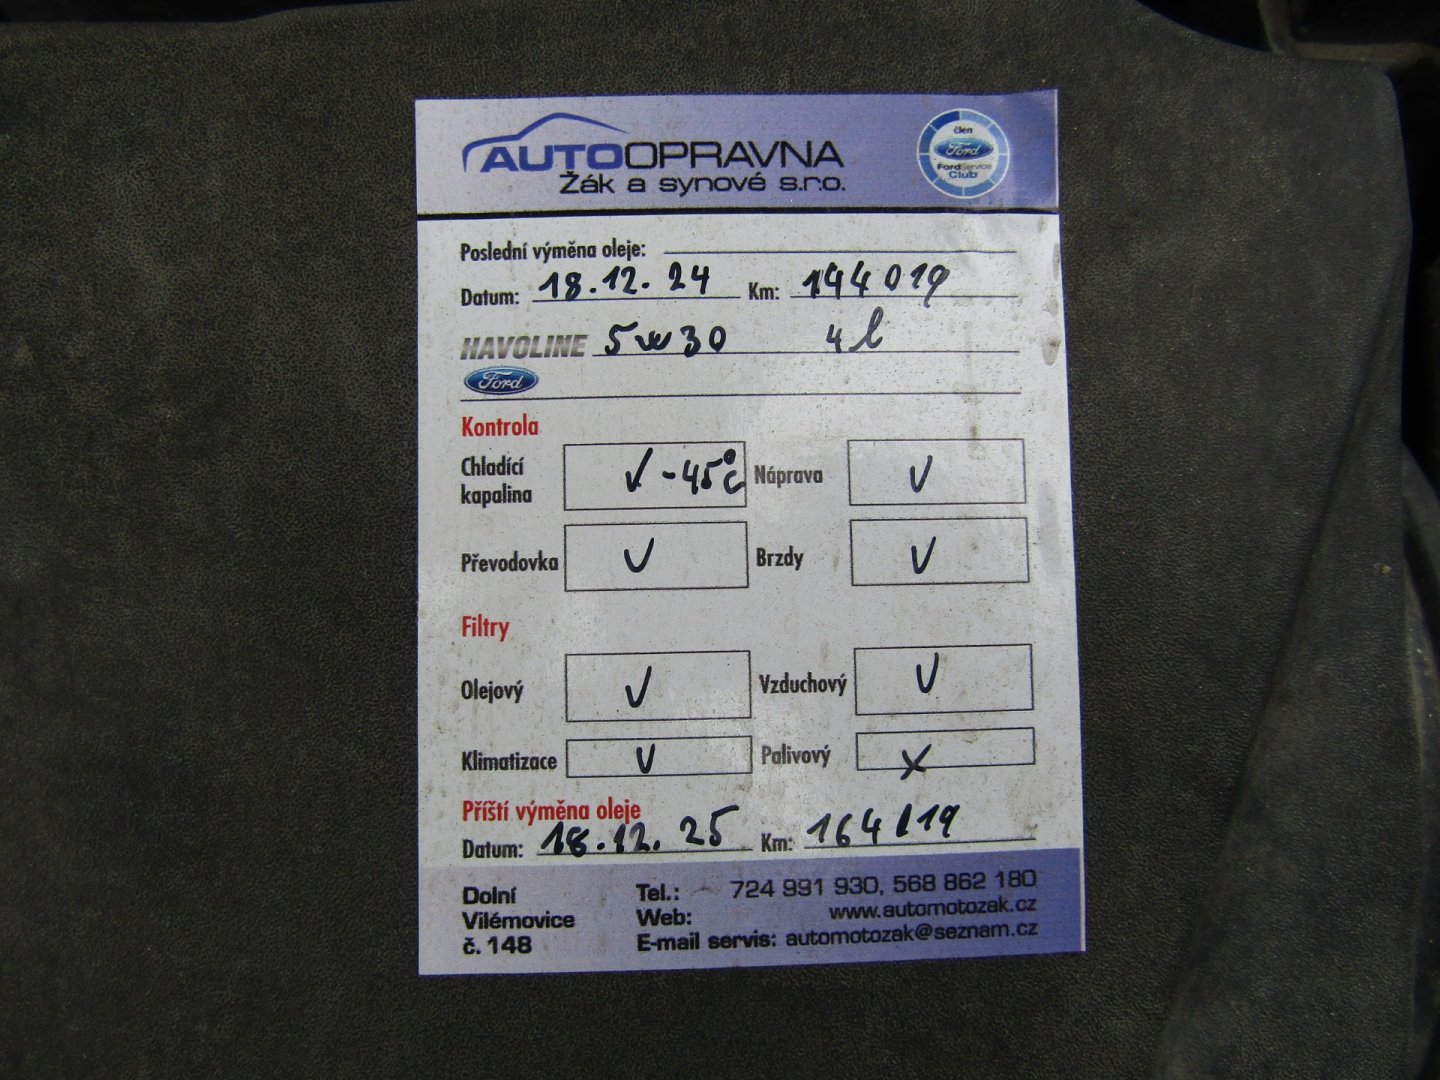 AUTOOPRAVNA
Žák a synové s.r.o.
člen
Ford
FordService
Club
Poslední výměna oleje:
Datum: 18.12.24 Km: 144019
HAVOLINE 5w30 4l
Ford
Kontrola
Chladící kapalina V -45°C Náprava V
Převodovka V Brzdy V
Filtry
Olejový V Vzduchový V
Klimatizace V Palivový X
Příští výměna oleje
Datum: 18.12.25 Km: 164119
Dolní Tel.: 724 991 930, 568 862 180
Vilémovice Web: www.automotozak.cz
č. 148 E-mail servis: automotozak@seznam.cz